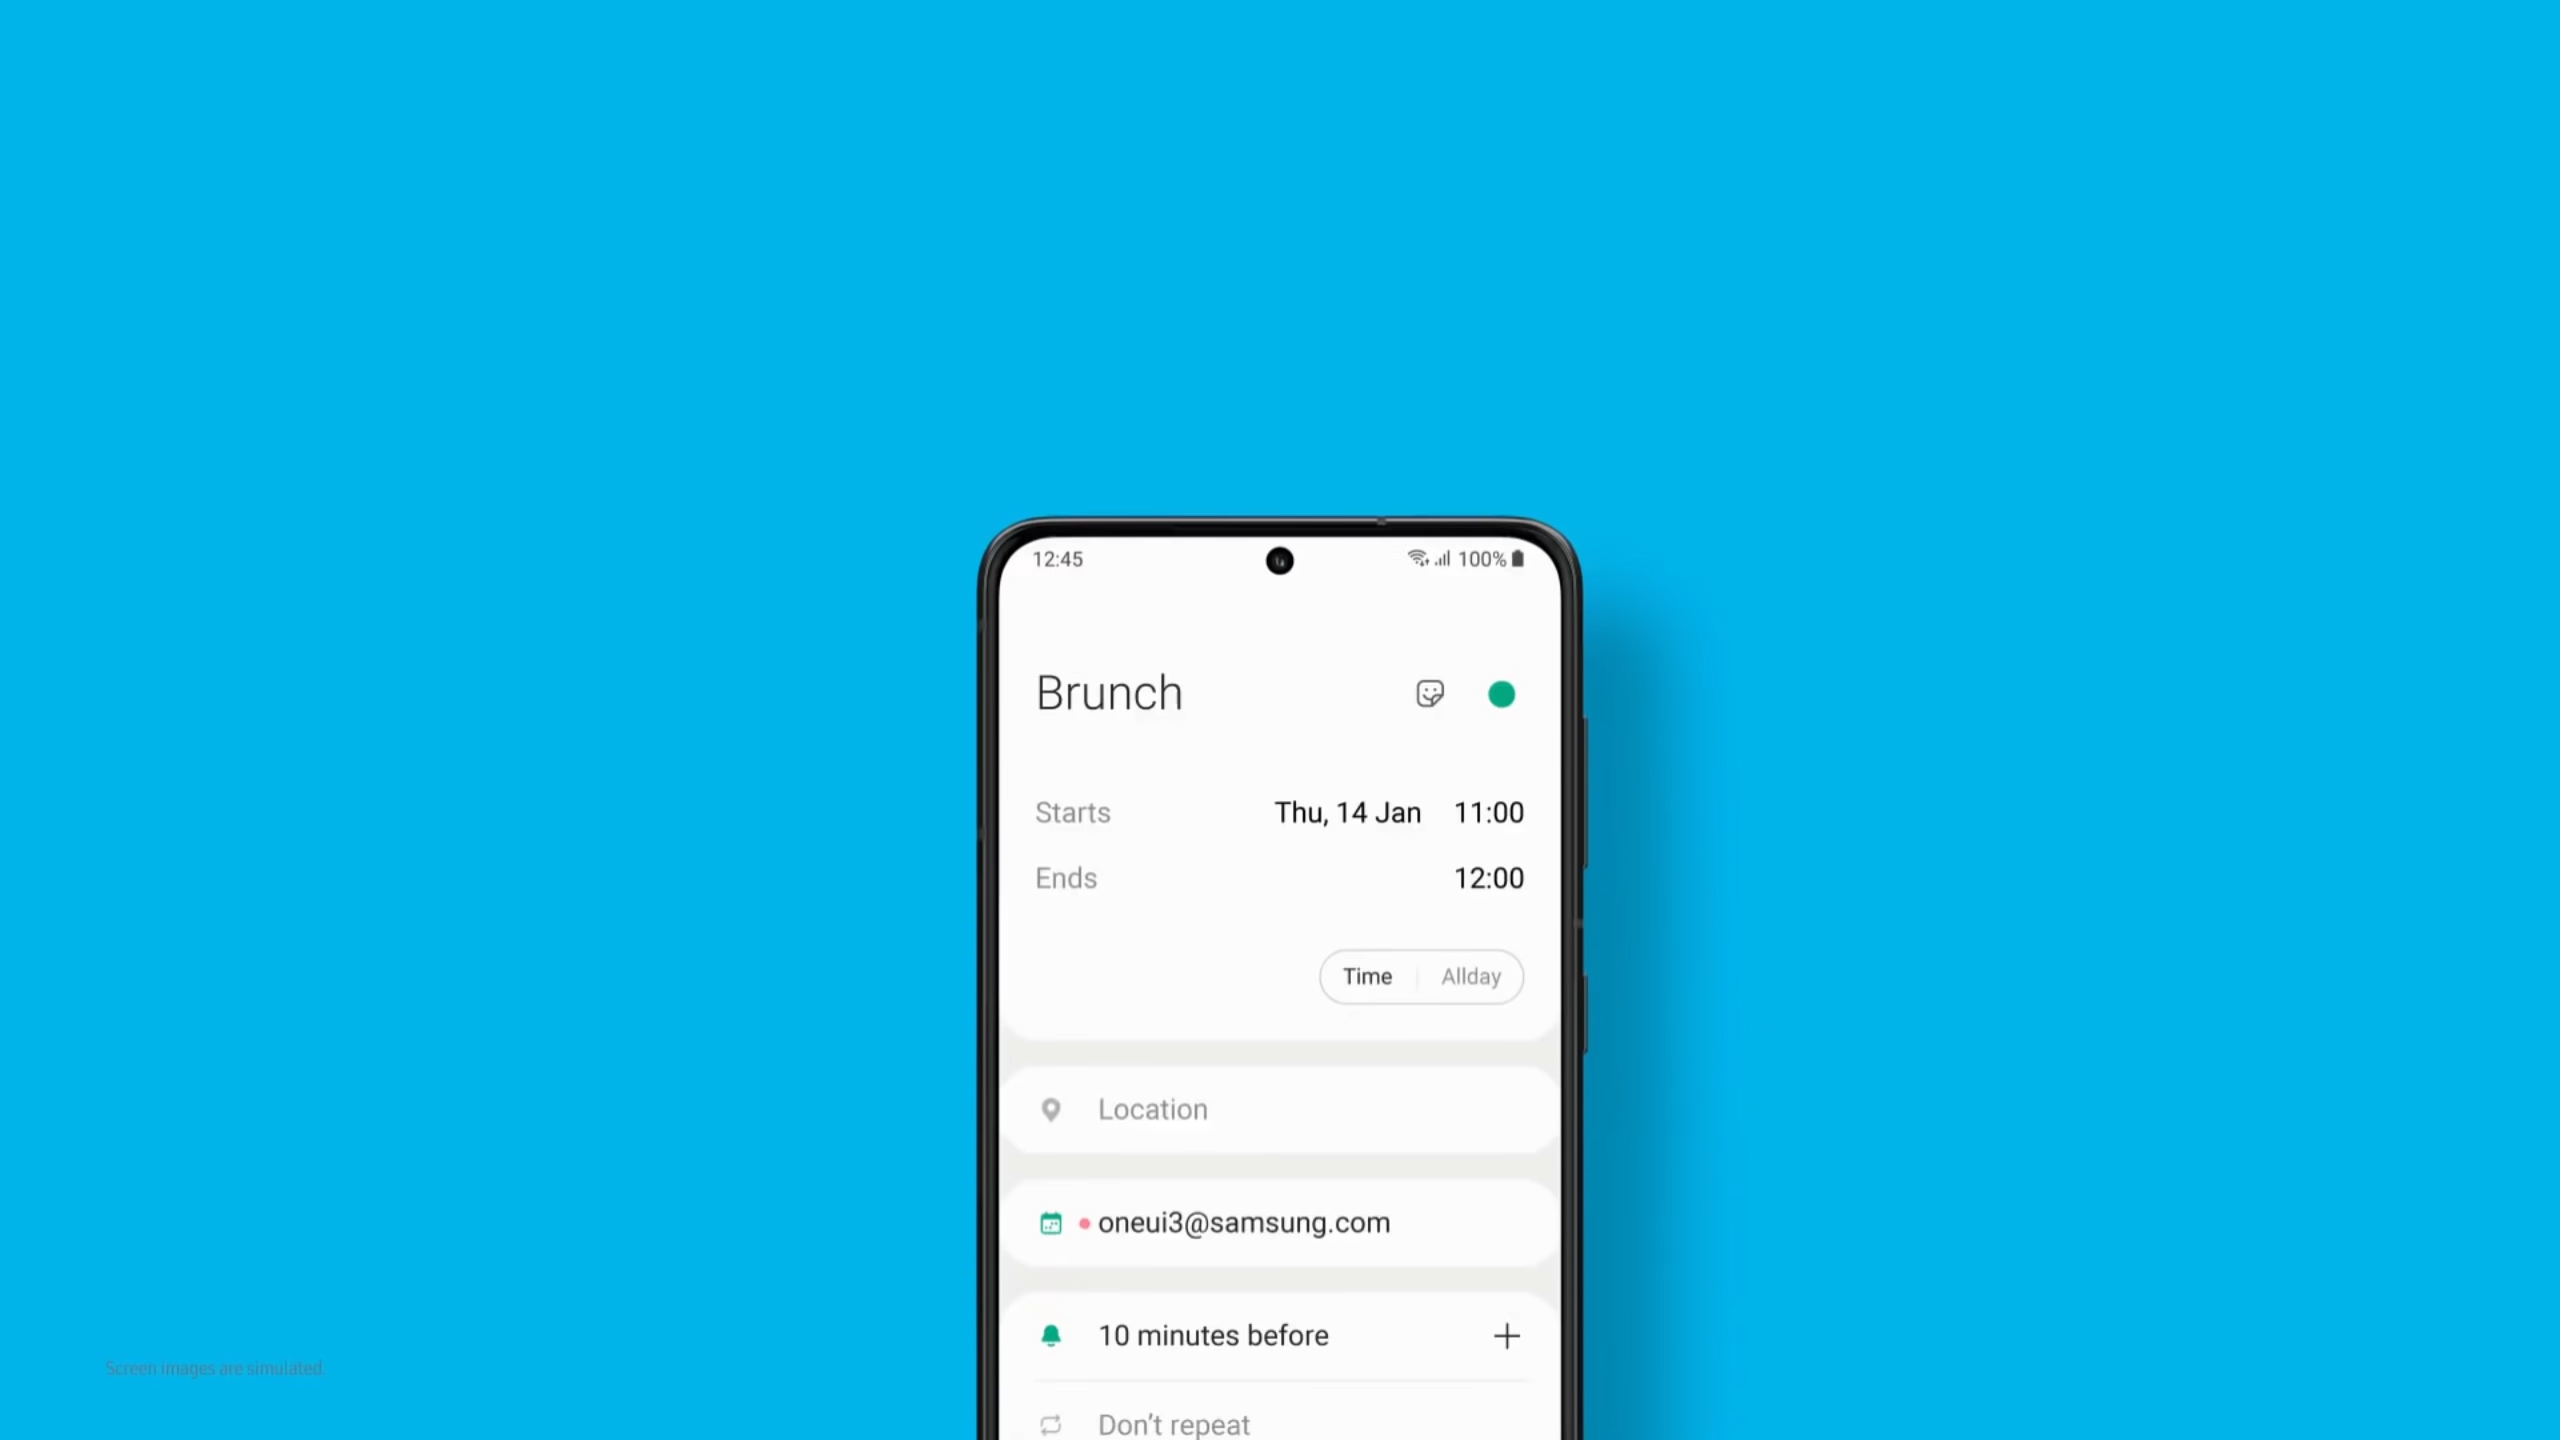 12:45 100%
Brunch
Starts Thu, 14 Jan 11:00
Ends 12:00
Time Allday
Location
oneui3@samsung.com
10 minutes before
Don't repeat
Screen images are simulated.